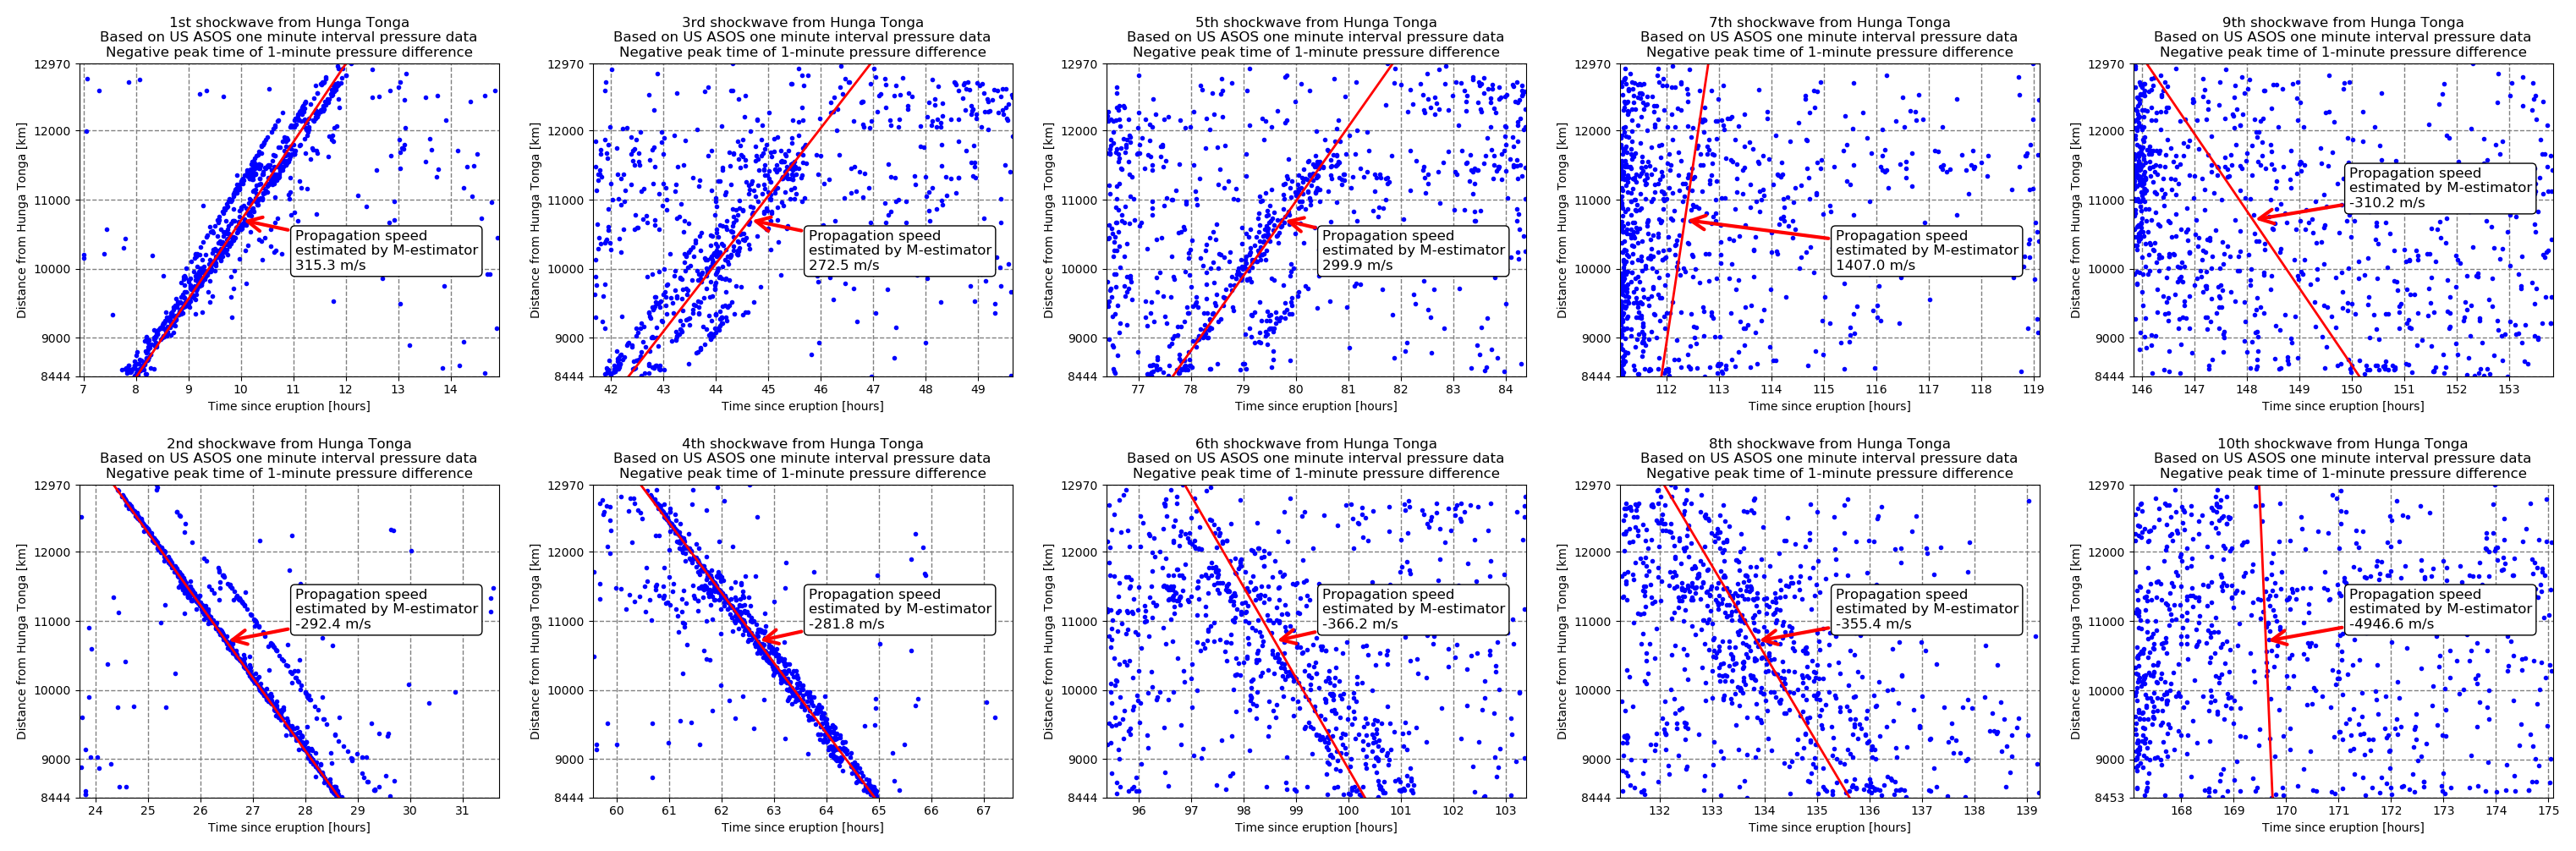 1st shockwave from Hunga Tonga
Based on US ASOS one minute interval pressure data
Negative peak time of 1-minute pressure difference
12970
12000
11000
10000
9000
8444
Distance from Hunga Tonga [km]
Propagation speed
estimated by M-estimator
315.3 m/s
7 8 9 10 11 12 13 14
Time since eruption [hours]
3rd shockwave from Hunga Tonga
Based on US ASOS one minute interval pressure data
Negative peak time of 1-minute pressure difference
12970
12000
11000
10000
9000
8444
Distance from Hunga Tonga [km]
Propagation speed
estimated by M-estimator
272.5 m/s
42 43 44 45 46 47 48 49
Time since eruption [hours]
5th shockwave from Hunga Tonga
Based on US ASOS one minute interval pressure data
Negative peak time of 1-minute pressure difference
12970
12000
11000
10000
9000
8444
Distance from Hunga Tonga [km]
Propagation speed
estimated by M-estimator
299.9 m/s
77 78 79 80 81 82 83 84
Time since eruption [hours]
7th shockwave from Hunga Tonga
Based on US ASOS one minute interval pressure data
Negative peak time of 1-minute pressure difference
12970
12000
11000
10000
9000
8444
Distance from Hunga Tonga [km]
Propagation speed
estimated by M-estimator
1407.0 m/s
112 113 114 115 116 117 118 119
Time since eruption [hours]
9th shockwave from Hunga Tonga
Based on US ASOS one minute interval pressure data
Negative peak time of 1-minute pressure difference
12970
12000
11000
10000
9000
8444
Distance from Hunga Tonga [km]
Propagation speed
estimated by M-estimator
-310.2 m/s
146 147 148 149 150 151 152 153
Time since eruption [hours]
2nd shockwave from Hunga Tonga
Based on US ASOS one minute interval pressure data
Negative peak time of 1-minute pressure difference
12970
12000
11000
10000
9000
8444
Distance from Hunga Tonga [km]
Propagation speed
estimated by M-estimator
-292.4 m/s
24 25 26 27 28 29 30 31
Time since eruption [hours]
4th shockwave from Hunga Tonga
Based on US ASOS one minute interval pressure data
Negative peak time of 1-minute pressure difference
12970
12000
11000
10000
9000
8444
Distance from Hunga Tonga [km]
Propagation speed
estimated by M-estimator
-281.8 m/s
60 61 62 63 64 65 66 67
Time since eruption [hours]
6th shockwave from Hunga Tonga
Based on US ASOS one minute interval pressure data
Negative peak time of 1-minute pressure difference
12970
12000
11000
10000
9000
8444
Distance from Hunga Tonga [km]
Propagation speed
estimated by M-estimator
-366.2 m/s
96 97 98 99 100 101 102 103
Time since eruption [hours]
8th shockwave from Hunga Tonga
Based on US ASOS one minute interval pressure data
Negative peak time of 1-minute pressure difference
12970
12000
11000
10000
9000
8444
Distance from Hunga Tonga [km]
Propagation speed
estimated by M-estimator
-355.4 m/s
132 133 134 135 136 137 138 139
Time since eruption [hours]
10th shockwave from Hunga Tonga
Based on US ASOS one minute interval pressure data
Negative peak time of 1-minute pressure difference
12970
12000
11000
10000
9000
8453
Distance from Hunga Tonga [km]
Propagation speed
estimated by M-estimator
-4946.6 m/s
168 169 170 171 172 173 174 175
Time since eruption [hours]